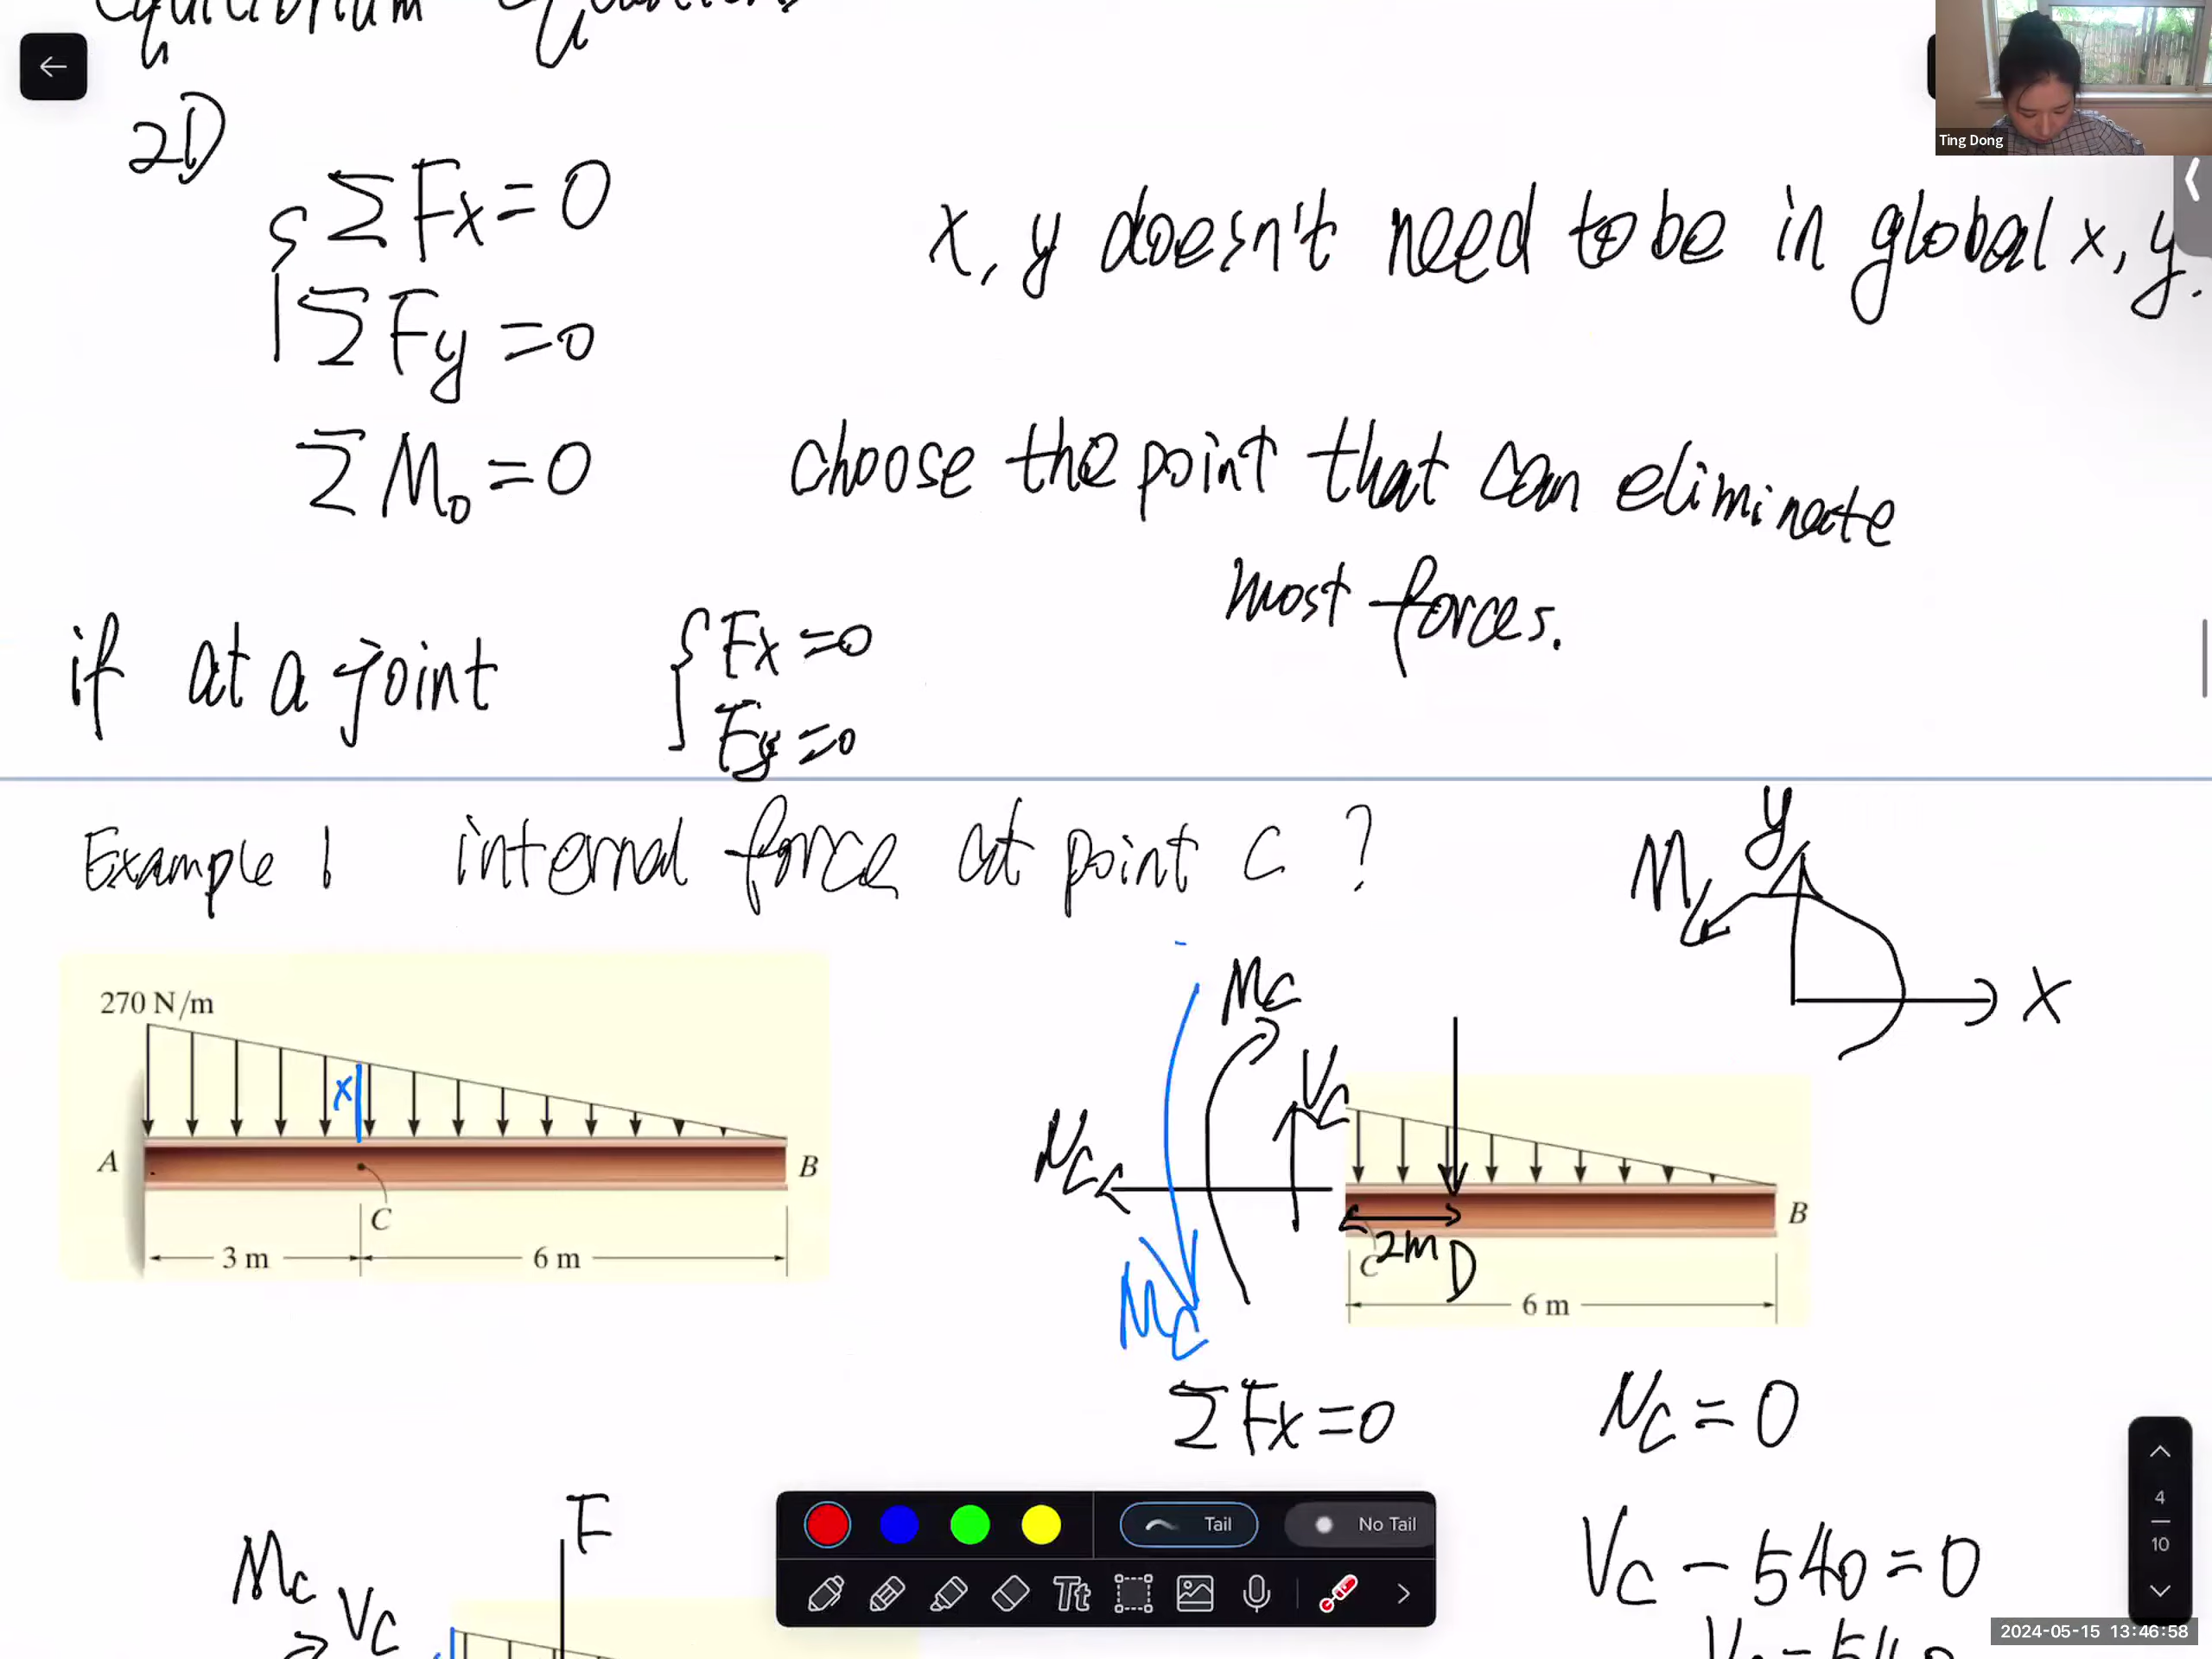 Equilibrium Equations
Ting Dong
2D
ΣFx=0
x, y doesn't need to be in global x, y.
ΣFy=0
ΣMo=0
choose the point that can eliminate
most forces.
if at a joint
Fx=0
Fy=0
Example 1 internal force at point C ?
M
y
x
270 N/m
x
A
B
C
3 m
6 m
Mc
Vc
Nc
Mc
B
C
2m
D
6 m
ΣFx=0
Nc=0
F
Mc
Vc
Tail
No Tail
Tt
Vc-540=0
4
10
2024-05-15 13:46:58